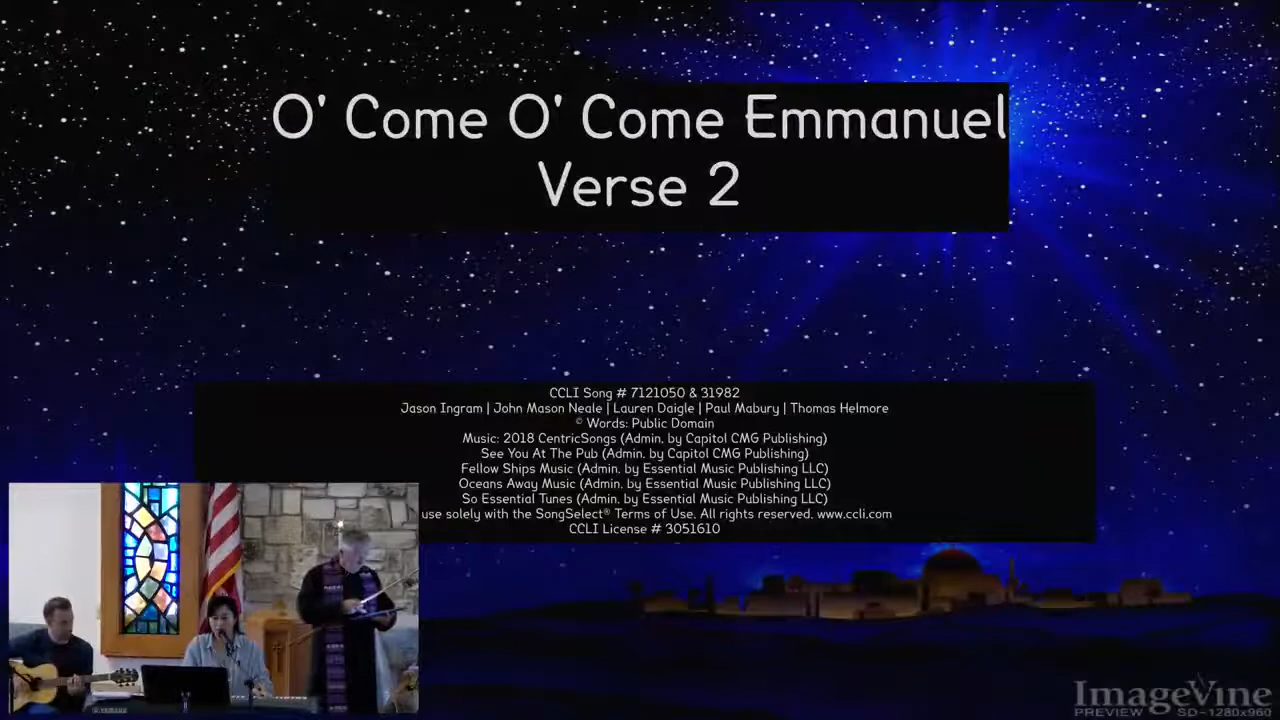 O' Come O' Come Emmanuel
Verse 2
CCLI Song # 7121050 & 31982
Jason Ingram | John Mason Neale | Lauren Daigle | Paul Mabury | Thomas Helmore
© Words: Public Domain
Music: 2018 CentricSongs (Admin. by Capitol CMG Publishing)
See You At The Pub (Admin. by Capitol CMG Publishing)
Fellow Ships Music (Admin. by Essential Music Publishing LLC)
Oceans Away Music (Admin. by Essential Music Publishing LLC)
So Essential Tunes (Admin. by Essential Music Publishing LLC)
use solely with the SongSelect® Terms of Use. All rights reserved. www.ccli.com
CCLI License # 3051610
YAMAHA
ImageVine
PREVIEW SD-1280x960